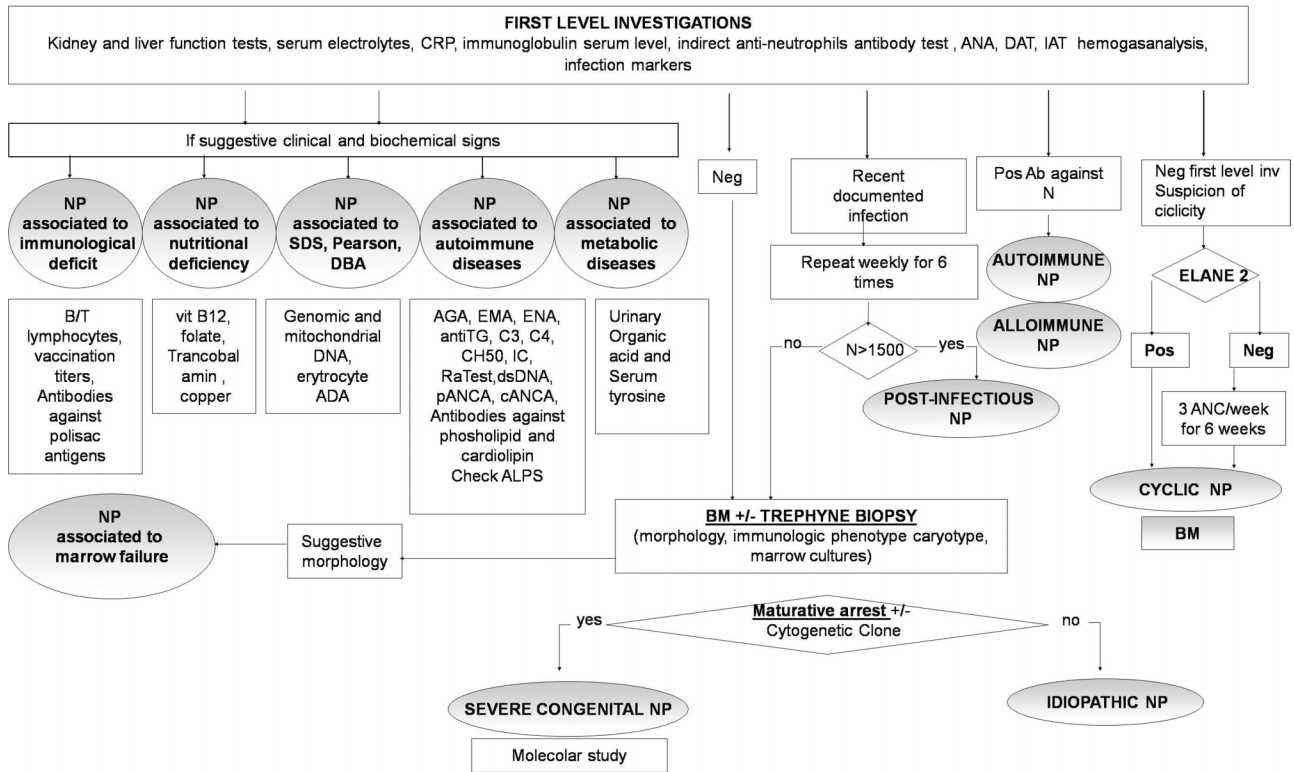 FIRST LEVEL INVESTIGATIONS
Kidney and liver function tests, serum electrolytes, CRP, immunoglobulin serum level, indirect anti-neutrophils antibody test , ANA, DAT, IAT hemogasanalysis,
infection markers
If suggestive clinical and biochemical signs
NP
associated to
immunological
deficit
NP
associated to
nutritional
deficiency
NP
associated to
SDS, Pearson,
DBA
NP
associated to
autoimmune
diseases
NP
associated to
metabolic
diseases
B/T
lymphocytes,
vaccination
titers,
Antibodies
against
polisac
antigens
vit B12,
folate,
Trancobal
amin ,
copper
Genomic and
mitochondrial
DNA,
erytrocyte
ADA
AGA, EMA, ENA,
antiTG, C3, C4,
CH50, IC,
RaTest,dsDNA,
pANCA, cANCA,
Antibodies against
phosholipid and
cardiolipin
Check ALPS
Urinary
Organic
acid and
Serum
tyrosine
Neg
Recent
documented
infection
Repeat weekly for 6
times
no
N>1500
yes
POST-INFECTIOUS
NP
Pos Ab against
N
AUTOIMMUNE
NP
ALLOIMMUNE
NP
Neg first level inv
Suspicion of
ciclicity
ELANE 2
Pos
Neg
3 ANC/week
for 6 weeks
CYCLIC NP
BM
BM +/- TREPHYNE BIOPSY
(morphology, immunologic phenotype caryotype,
marrow cultures)
Suggestive
morphology
NP
associated to
marrow failure
yes
Maturative arrest +/-
Cytogenetic Clone
no
SEVERE CONGENITAL NP
Molecolar study
IDIOPATHIC NP